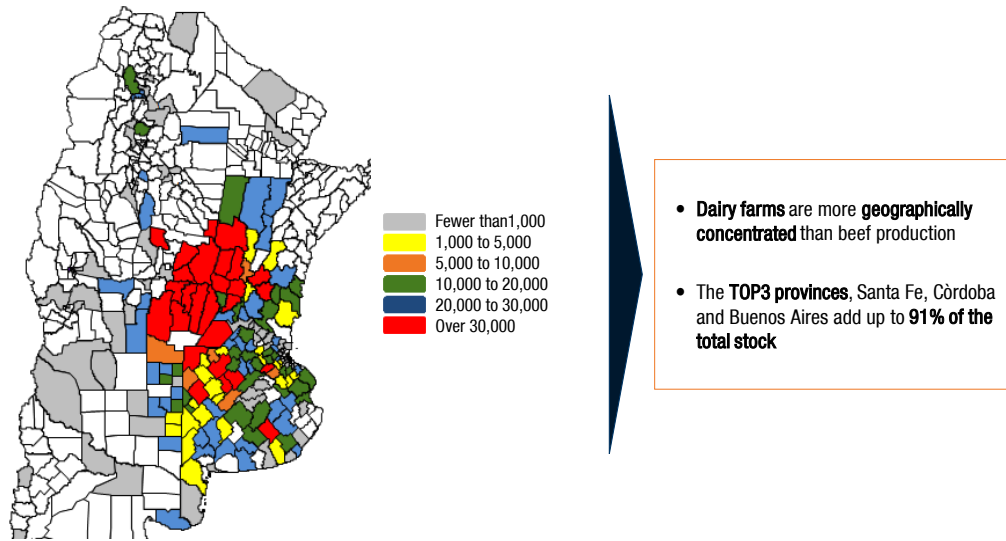 Fewer than1,000
1,000 to 5,000
5,000 to 10,000
10,000 to 20,000
20,000 to 30,000
Over 30,000
• Dairy farms are more geographically
concentrated than beef production
• The TOP3 provinces, Santa Fe, Còrdoba
and Buenos Aires add up to 91% of the
total stock